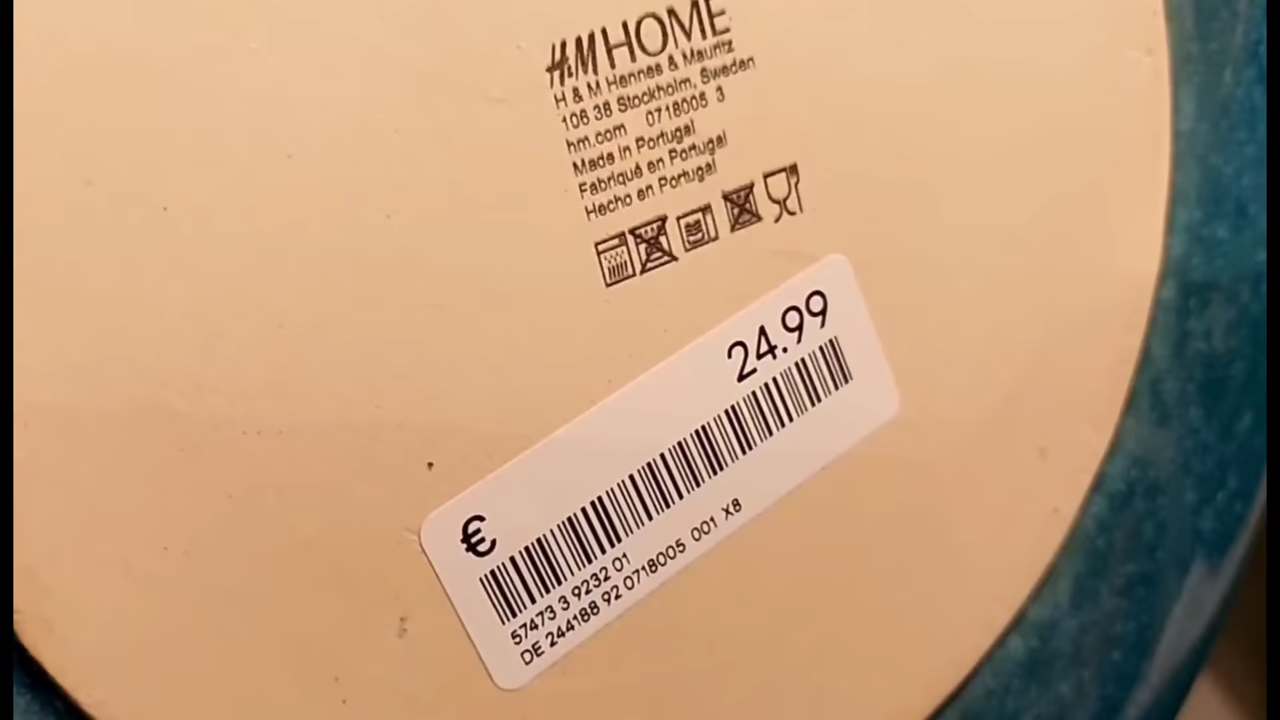 H&M HOME
H & M Hennes & Mauritz
106 38 Stockholm, Sweden
hm.com 0718005 3
Made in Portugal
Fabriqué en Portugal
Hecho en Portugal
24.99
€
57473 3 9232 01
DE 244188 92 0718005 001 X8